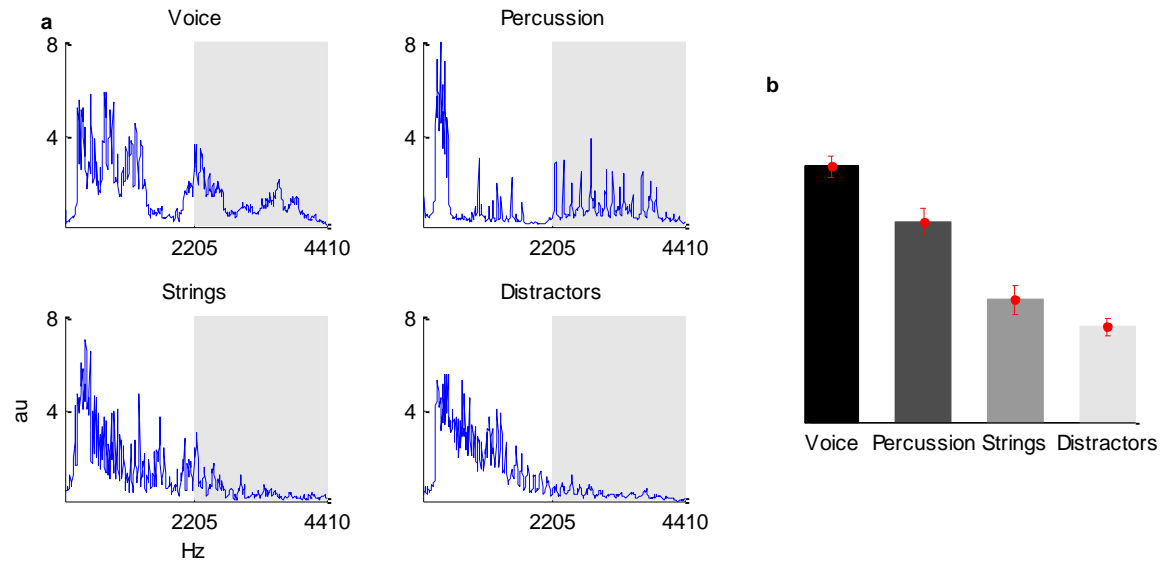 a
Voice
8
4
2205 4410
Percussion
8
4
2205 4410
Strings
8
4
au
2205 4410
Hz
Distractors
8
4
2205 4410
b
Voice Percussion Strings Distractors